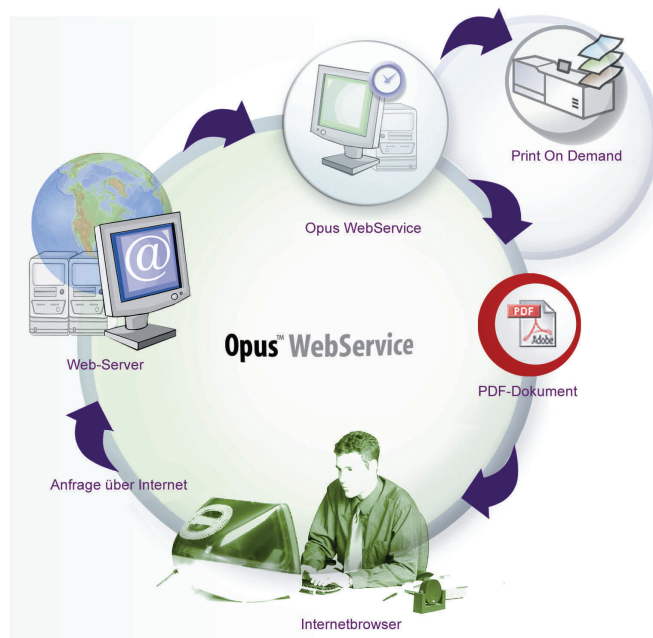 Print On Demand
Opus WebService
@
Opus™ WebService
PDF
Adobe
Web-Server
PDF-Dokument
Anfrage über Internet
Internetbrowser